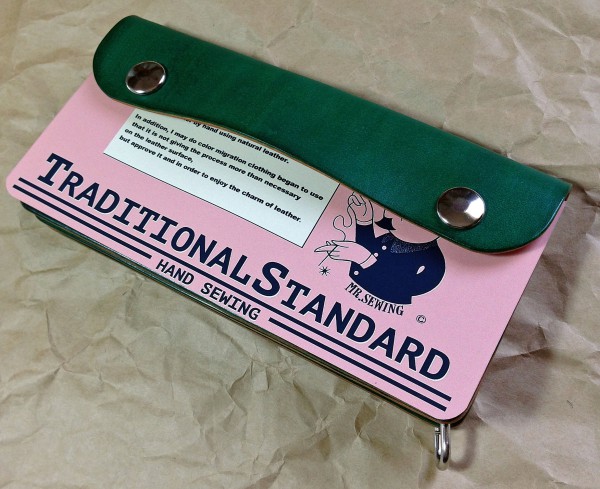 by hand using natural leather.
In addition, I may do color migration clothing began to use
that it is not giving the process more than necessary
on the leather surface,
but approve it and in order to enjoy the charm of leather.
TRADITIONALSTANDARD
HAND SEWING
MR.SEWING
©